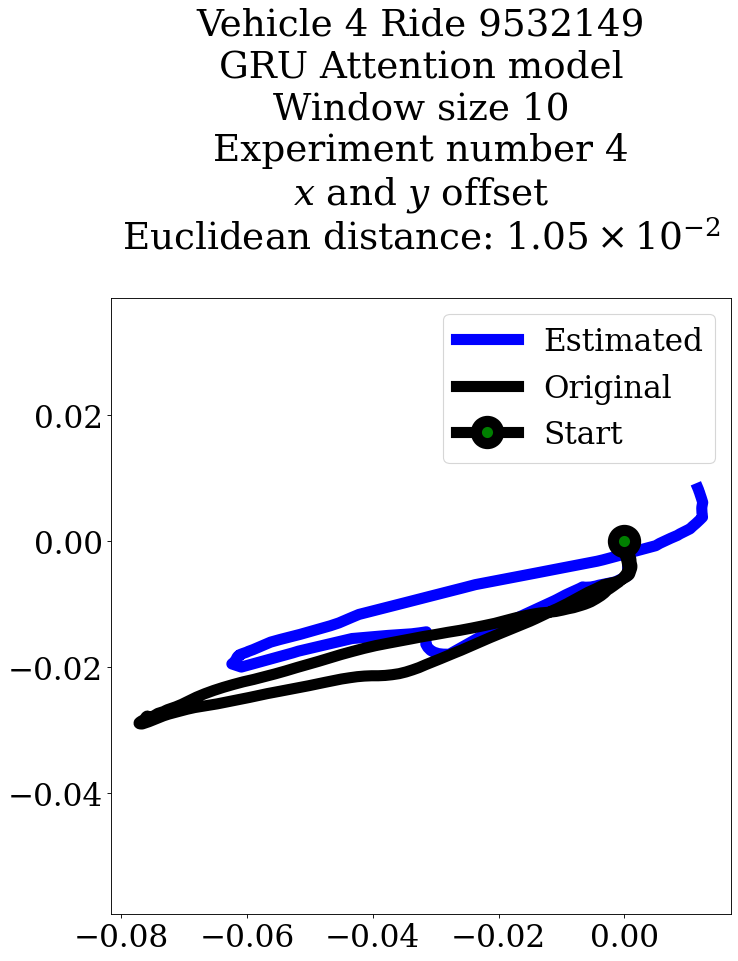 Vehicle 4 Ride 9532149
GRU Attention model
Window size 10
Experiment number 4
x and y offset
Euclidean distance: 1.05 × 10⁻²
Estimated
Original
Start
0.02
0.00
−0.02
−0.04
−0.08 −0.06 −0.04 −0.02 0.00